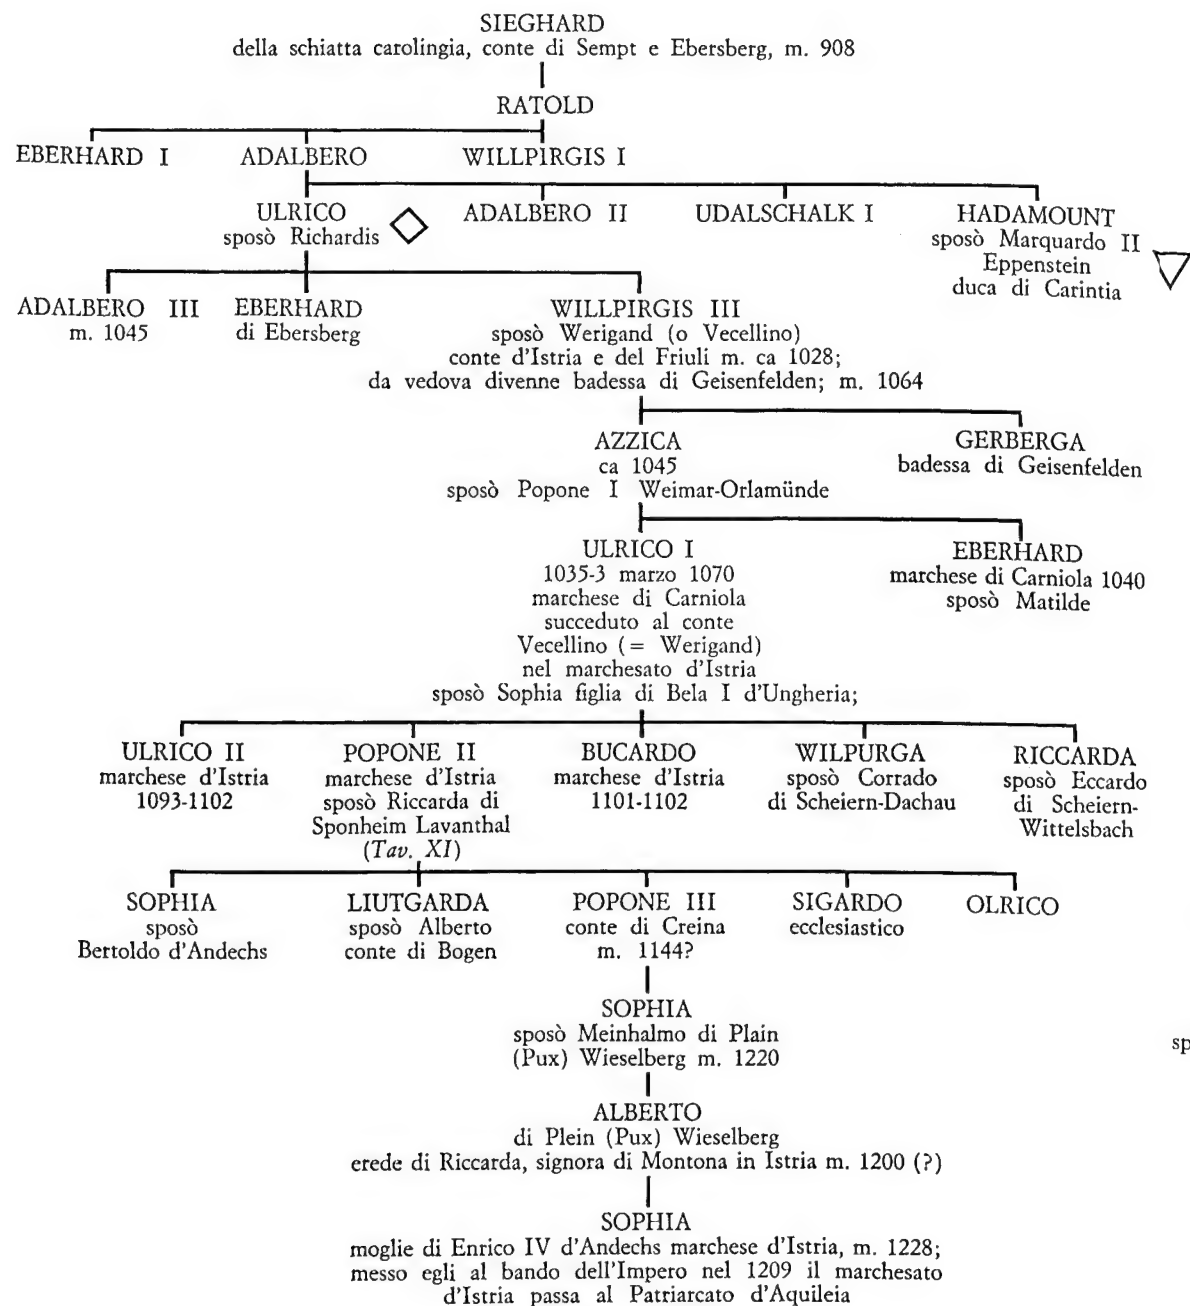 SIEGHARD
della schiatta carolingia, conte di Sempt e Ebersberg, m. 908
RATOLD
EBERHARD I
ADALBERO
WILLPIRGIS I
ULRICO
sposò Richardis
ADALBERO II
UDALSCHALK I
HADAMOUNT
sposò Marquardo II
Eppenstein
duca di Carintia
ADALBERO III
m. 1045
EBERHARD
di Ebersberg
WILLPIRGIS III
sposò Werigand (o Vecellino)
conte d'Istria e del Friuli m. ca 1028;
da vedova divenne badessa di Geisenfelden; m. 1064
AZZICA
ca 1045
sposò Popone I Weimar-Orlamünde
GERBERGA
badessa di Geisenfelden
ULRICO I
1035-3 marzo 1070
marchese di Carniola
succeduto al conte
Vecellino (= Werigand)
nel marchesato d'Istria
sposò Sophia figlia di Bela I d'Ungheria;
EBERHARD
marchese di Carniola 1040
sposò Matilde
ULRICO II
marchese d'Istria
1093-1102
POPONE II
marchese d'Istria
sposò Riccarda di
Sponheim Lavanthal
(Tav. XI)
BUCARDO
marchese d'Istria
1101-1102
WILPURGA
sposò Corrado
di Scheiern-Dachau
RICCARDA
sposò Eccardo
di Scheiern-
Wittelsbach
SOPHIA
sposò
Bertoldo d'Andechs
LIUTGARDA
sposò Alberto
conte di Bogen
POPONE III
conte di Creina
m. 1144?
SIGARDO
ecclesiastico
OLRICO
SOPHIA
sposò Meinhalmo di Plain
(Pux) Wieselberg m. 1220
sp
ALBERTO
di Plein (Pux) Wieselberg
erede di Riccarda, signora di Montona in Istria m. 1200 (?)
SOPHIA
moglie di Enrico IV d'Andechs marchese d'Istria, m. 1228;
messo egli al bando dell'Impero nel 1209 il marchesato
d'Istria passa al Patriarcato d'Aquileia